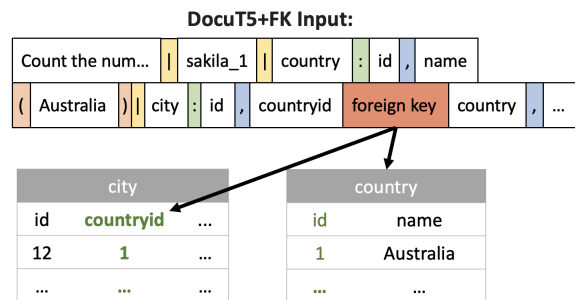 DocuT5+FK Input:
Count the num... | sakila_1 | country : id , name
( Australia ) | city : id , countryid foreign key country , ...
city
id countryid ...
12 1 ...
... ... ...
country
id name
1 Australia
... ...